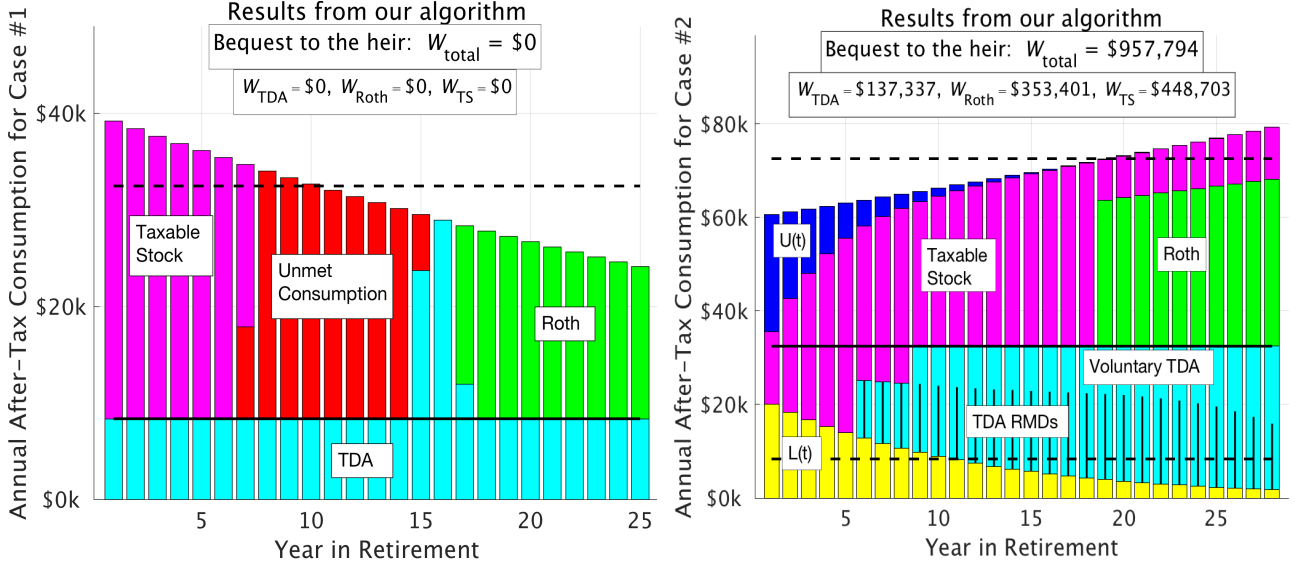 Results from our algorithm
Bequest to the heir: W_total = $0
W_TDA = $0, W_Roth = $0, W_TS = $0
Annual After-Tax Consumption for Case #1
$40k
$20k
$0k
Taxable
Stock
Unmet
Consumption
Roth
TDA
5
10
15
20
25
Year in Retirement
Results from our algorithm
Bequest to the heir: W_total = $957,794
W_TDA = $137,337, W_Roth = $353,401, W_TS = $448,703
Annual After-Tax Consumption for Case #2
$80k
$60k
$40k
$20k
$0k
U(t)
Taxable
Stock
Roth
Voluntary TDA
TDA RMDs
L(t)
5
10
15
20
25
Year in Retirement